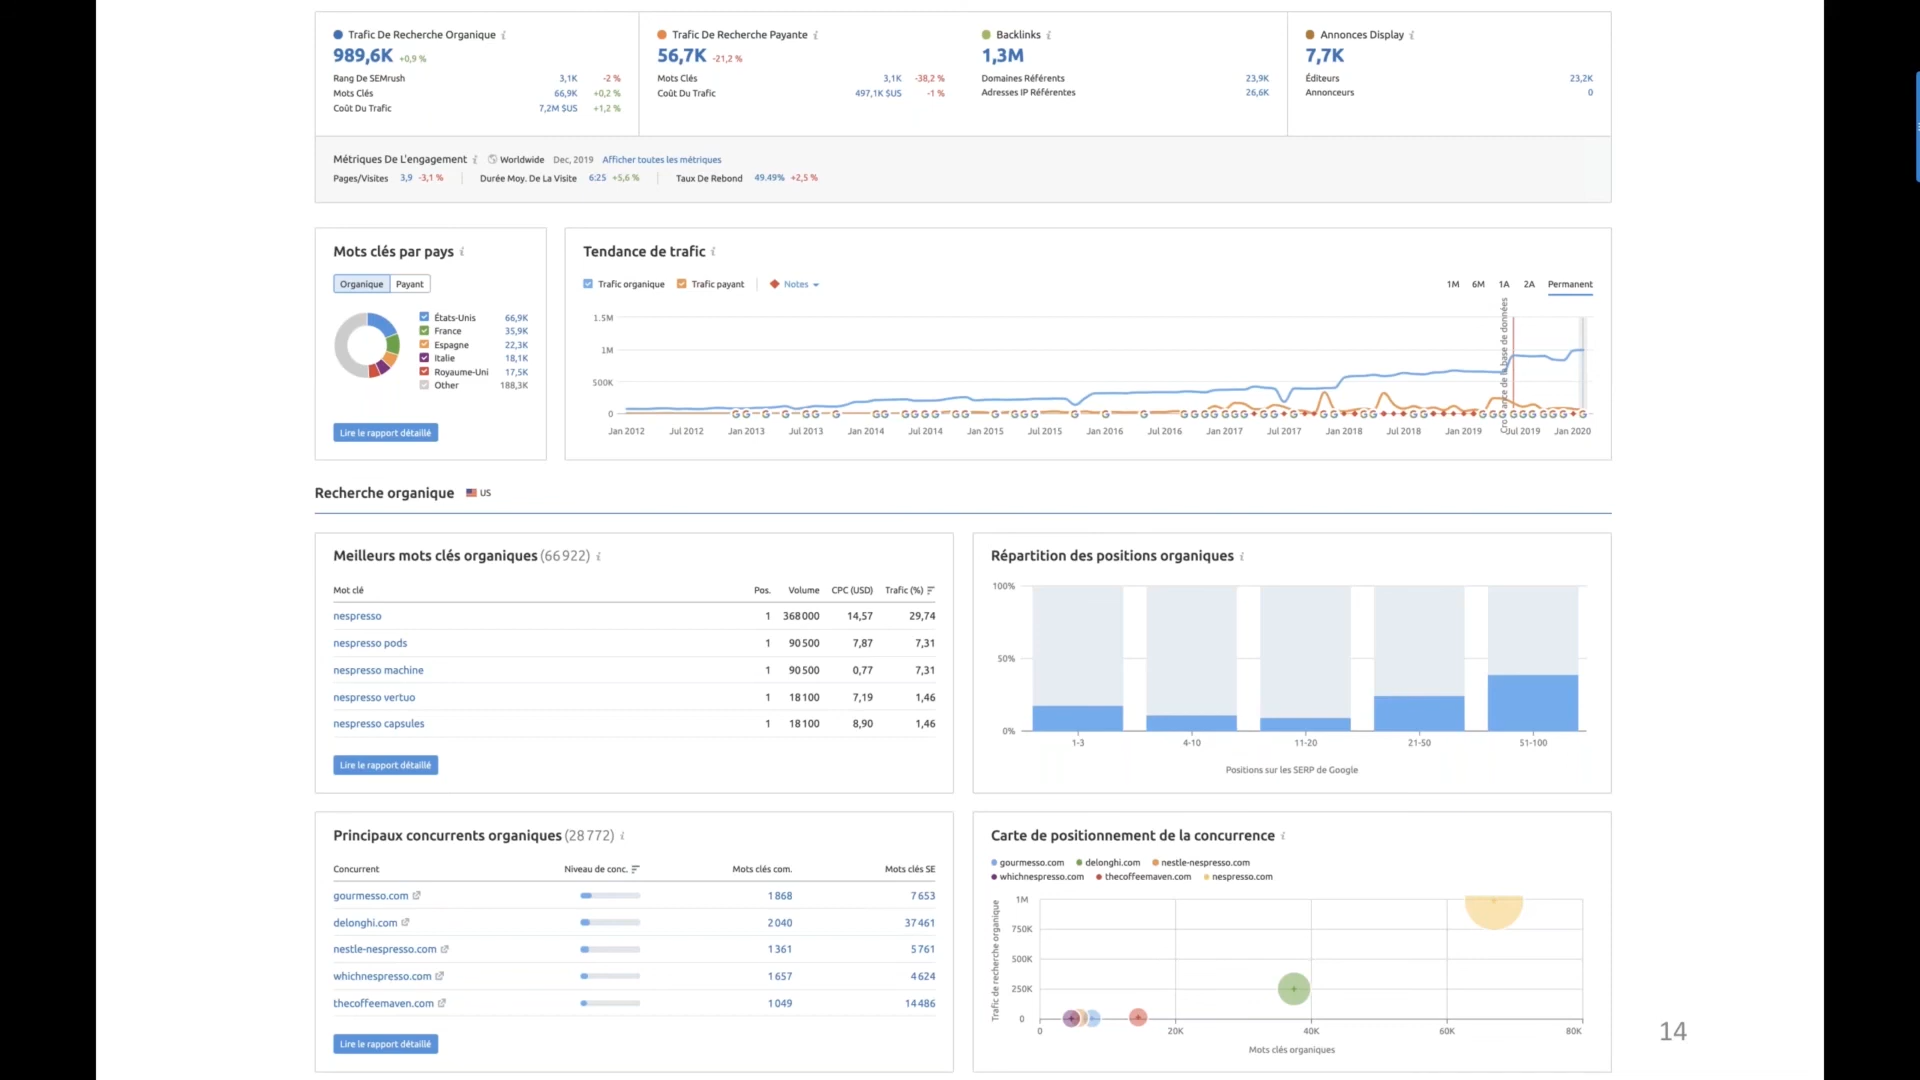 Trafic De Recherche Organique i
989,6K +0,9 %
Rang De SEMrush 3,1K -2 %
Mots Clés 66,9K +0,2 %
Coût Du Trafic 7,2M $US +1,2 %
Trafic De Recherche Payante i
56,7K -21,2 %
Mots Clés 3,1K -38,2 %
Coût Du Trafic 497,1K $US -1 %
Backlinks i
1,3M
Domaines Référents 23,9K
Adresses IP Référentes 26,6K
Annonces Display i
7,7K
Éditeurs 23,2K
Annonceurs 0
Métriques De L'engagement i Worldwide Dec, 2019 Afficher toutes les métriques
Pages/Visites 3,9 -3,1 % Durée Moy. De La Visite 6:25 +5,6 % Taux De Rebond 49.49% +2,5 %
Mots clés par pays i
Organique Payant
États-Unis 66,9K
France 35,9K
Espagne 22,3K
Italie 18,1K
Royaume-Uni 17,5K
Other 188,3K
Lire le rapport détaillé
Tendance de trafic i
Trafic organique Trafic payant Notes 1M 6M 1A 2A Permanent
1.5M
1M
500K
0
Jan 2012 Jul 2012 Jan 2013 Jul 2013 Jan 2014 Jul 2014 Jan 2015 Jul 2015 Jan 2016 Jul 2016 Jan 2017 Jul 2017 Jan 2018 Jul 2018 Jan 2019 Jul 2019 Jan 2020
Recherche organique US
Meilleurs mots clés organiques (66 922) i
Mot clé Pos. Volume CPC (USD) Trafic (%)
nespresso 1 368 000 14,57 29,74
nespresso pods 1 90 500 7,87 7,31
nespresso machine 1 90 500 0,77 7,31
nespresso vertuo 1 18 100 7,19 1,46
nespresso capsules 1 18 100 8,90 1,46
Lire le rapport détaillé
Répartition des positions organiques i
100%
50%
0%
1-3 4-10 11-20 21-50 51-100
Positions sur les SERP de Google
Principaux concurrents organiques (28 772) i
Concurrent Niveau de conc. Mots clés com. Mots clés SE
gourmesso.com 1 868 7 653
delonghi.com 2 040 37 461
nestle-nespresso.com 1 361 5 761
whichnespresso.com 1 657 4 624
thecoffeemaven.com 1 049 14 486
Lire le rapport détaillé
Carte de positionnement de la concurrence i
gourmesso.com delonghi.com nestle-nespresso.com
whichnespresso.com thecoffeemaven.com nespresso.com
Trafic de recherche organique
1M
750K
500K
250K
0
0 20K 40K 60K 80K
Mots clés organiques
14